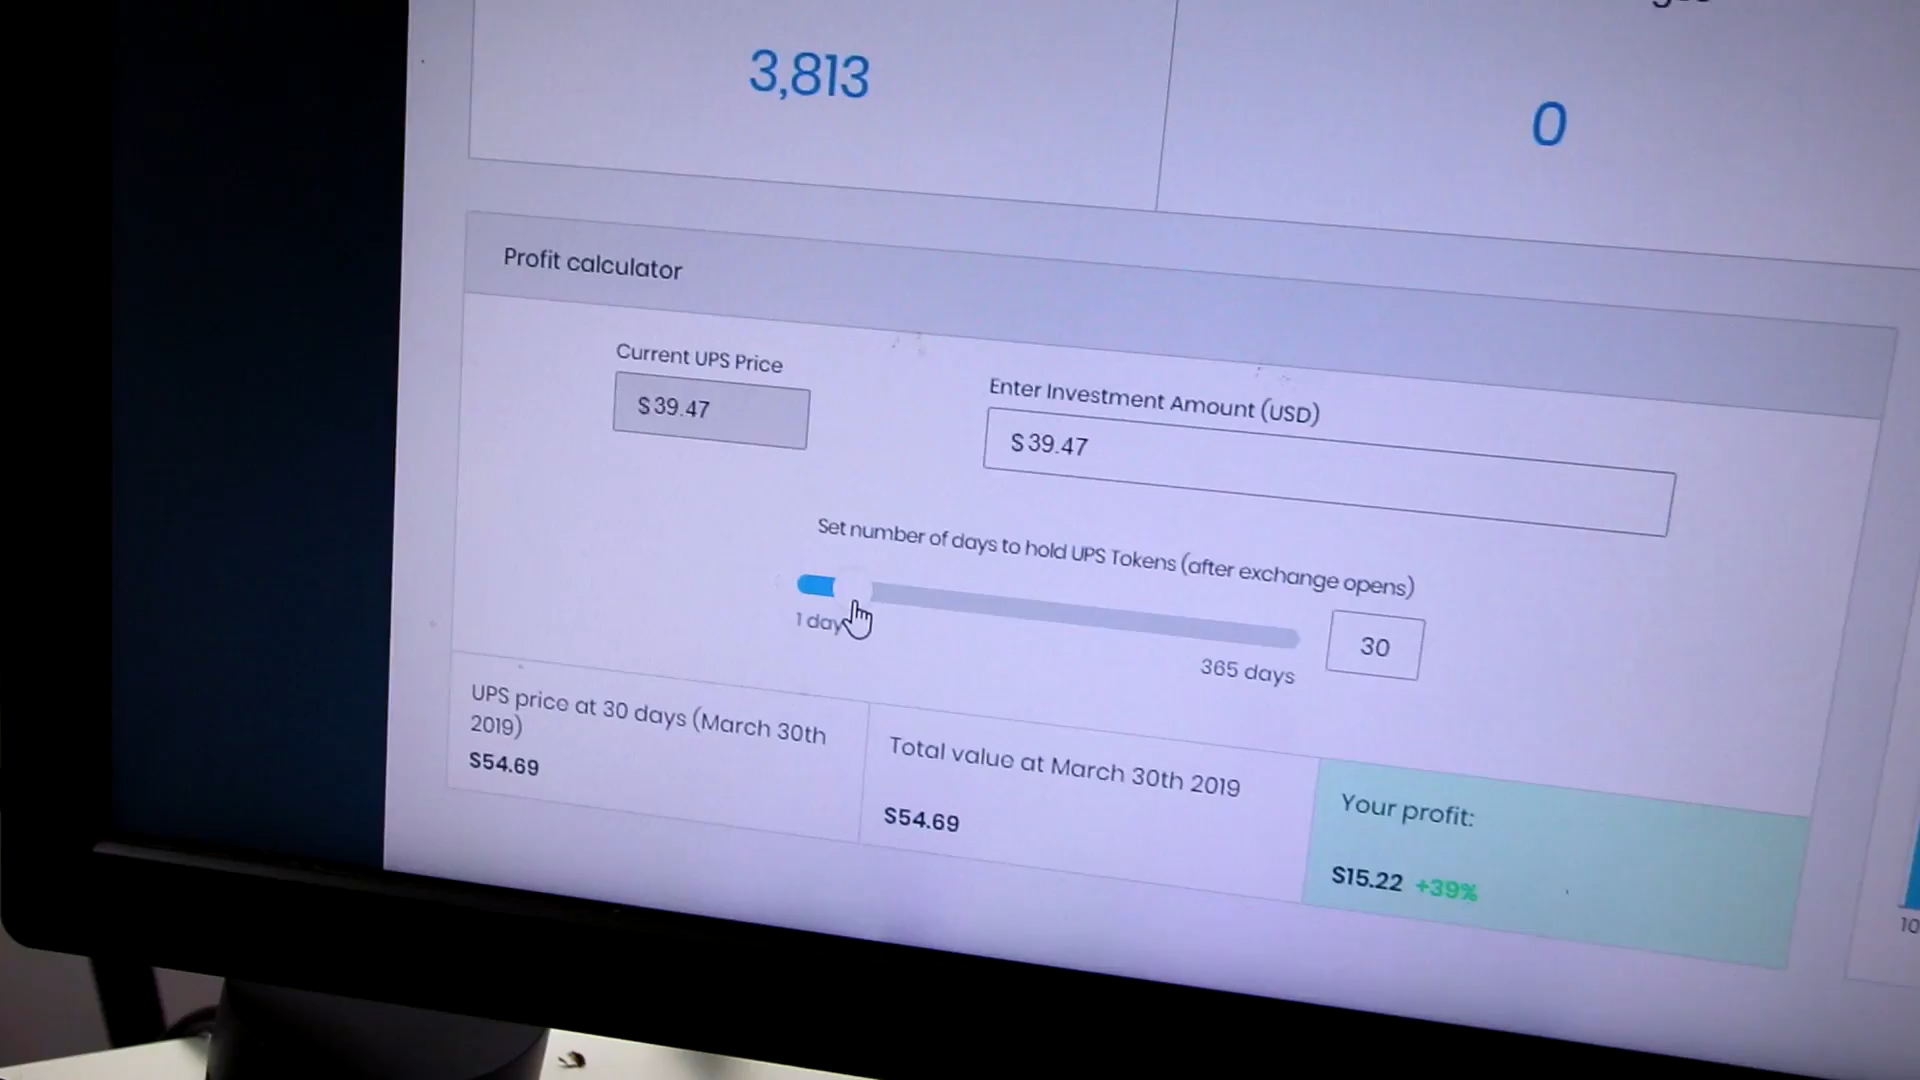 3,813
0
Profit calculator
Current UPS Price
$39.47
Enter Investment Amount (USD)
$39.47
Set number of days to hold UPS Tokens (after exchange opens)
1 day
365 days
30
UPS price at 30 days (March 30th
2019)
$54.69
Total value at March 30th 2019
$54.69
Your profit:
$15.22 +39%
10